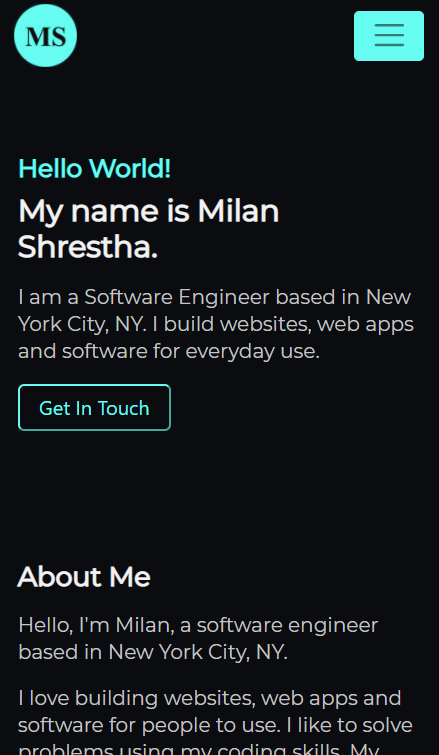 MS
Hello World!
My name is Milan
Shrestha.
I am a Software Engineer based in New
York City, NY. I build websites, web apps
and software for everyday use.
Get In Touch
About Me
Hello, I'm Milan, a software engineer
based in New York City, NY.
I love building websites, web apps and
software for people to use. I like to solve
problems using my coding skills. My